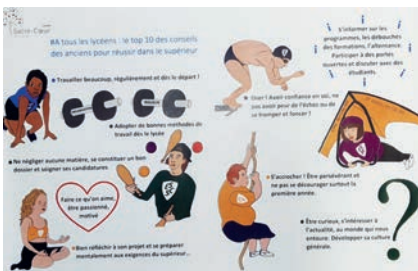 Sacré-Cœur
#A tous les lycéens : le top 10 des conseils
des anciens pour réussir dans le supérieur
Travailler beaucoup, régulièrement et dès le départ !
Adopter de bonnes méthodes de
travail dès le lycée
Ne négliger aucune matière, se constituer un bon
dossier et soigner ses candidatures
Faire ce qu'on aime,
être passionné,
motivé
Bien réfléchir à son projet et se préparer
mentalement aux exigences du supérieur...
S'informer sur les
programmes, les débouchés
des formations, l'alternance.
Participer à des portes
ouvertes et discuter avec des
étudiants.
Oser ! Avoir confiance en soi, ne
pas avoir peur de l'échec ou de
se tromper et foncer !
S'accrocher ! Être persévérant et
ne pas se décourager surtout la
première année.
Être curieux, s'intéresser à
l'actualité, au monde qui nous
entoure. Développer sa culture
générale.